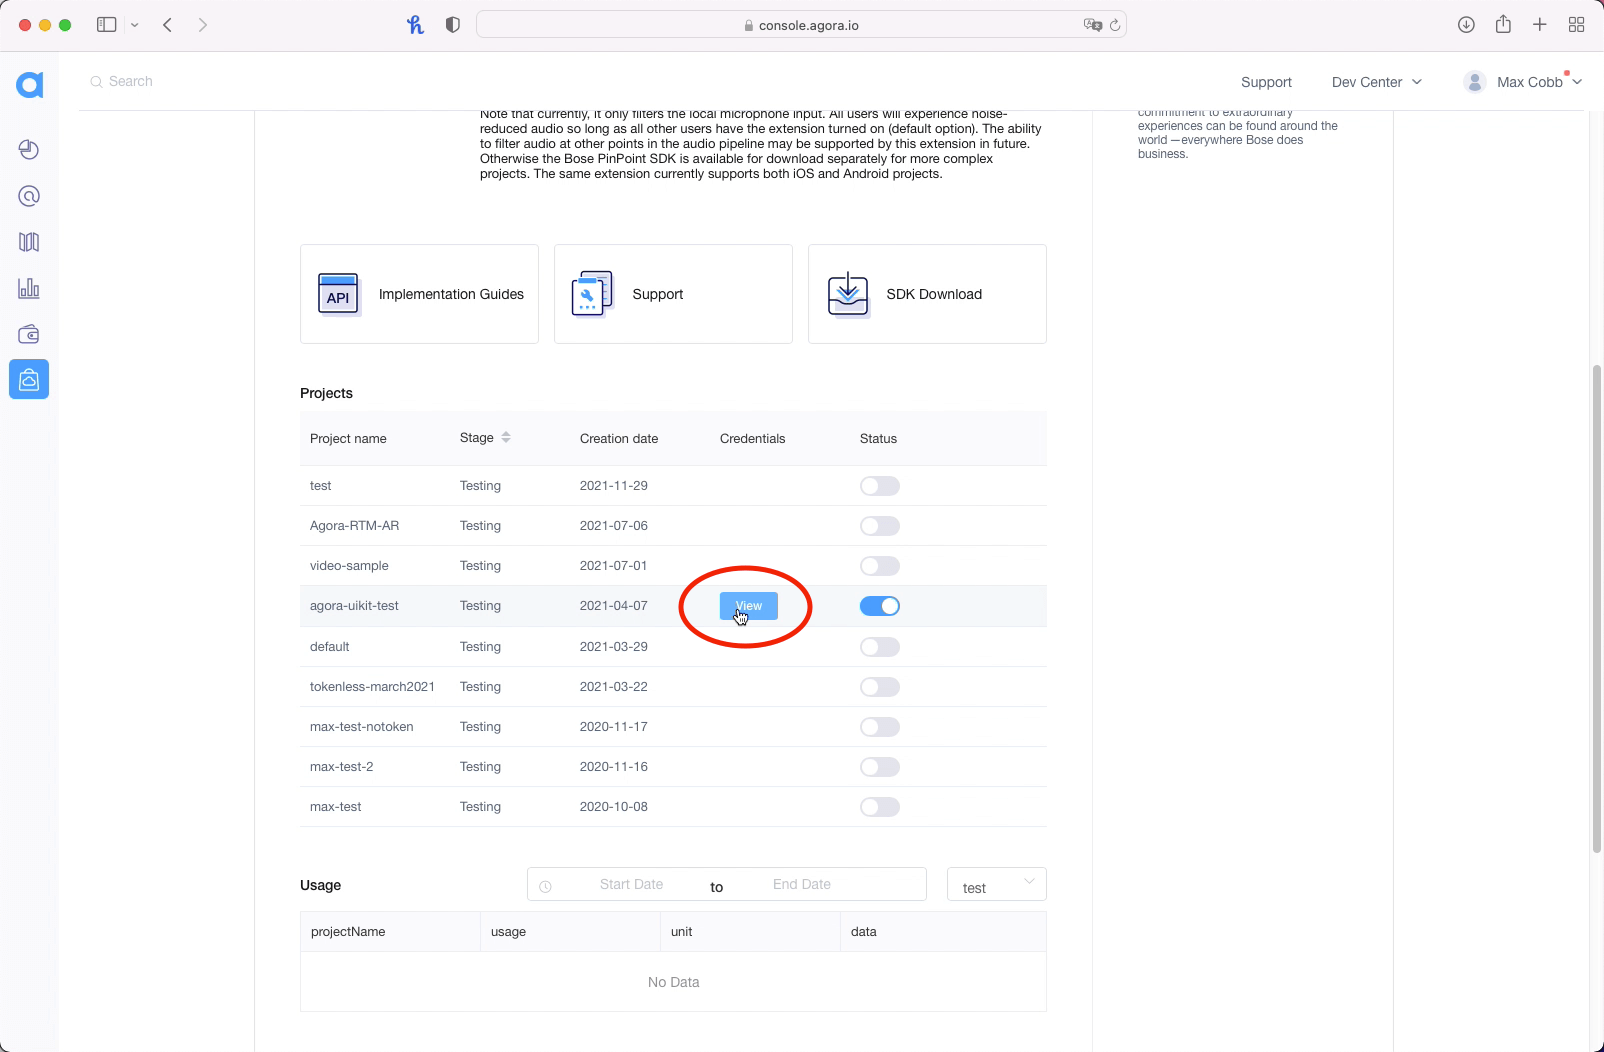 console.agora.io
Search
Support
Dev Center
Max Cobb
Note that currently, it only filters the local microphone input. All users will experience noise-
reduced audio so long as all other users have the extension turned on (default option). The ability
to filter audio at other points in the audio pipeline may be supported by this extension in future.
Otherwise the Bose PinPoint SDK is available for download separately for more complex
projects. The same extension currently supports both iOS and Android projects.
commitment to extraordinary
experiences can be found around the
world —everywhere Bose does
business.
API
Implementation Guides
Support
SDK Download
Projects
Project name Stage Creation date Credentials Status
test Testing 2021-11-29
Agora-RTM-AR Testing 2021-07-06
video-sample Testing 2021-07-01
agora-uikit-test Testing 2021-04-07 View
default Testing 2021-03-29
tokenless-march2021 Testing 2021-03-22
max-test-notoken Testing 2020-11-17
max-test-2 Testing 2020-11-16
max-test Testing 2020-10-08
Usage Start Date to End Date test
projectName usage unit data
No Data